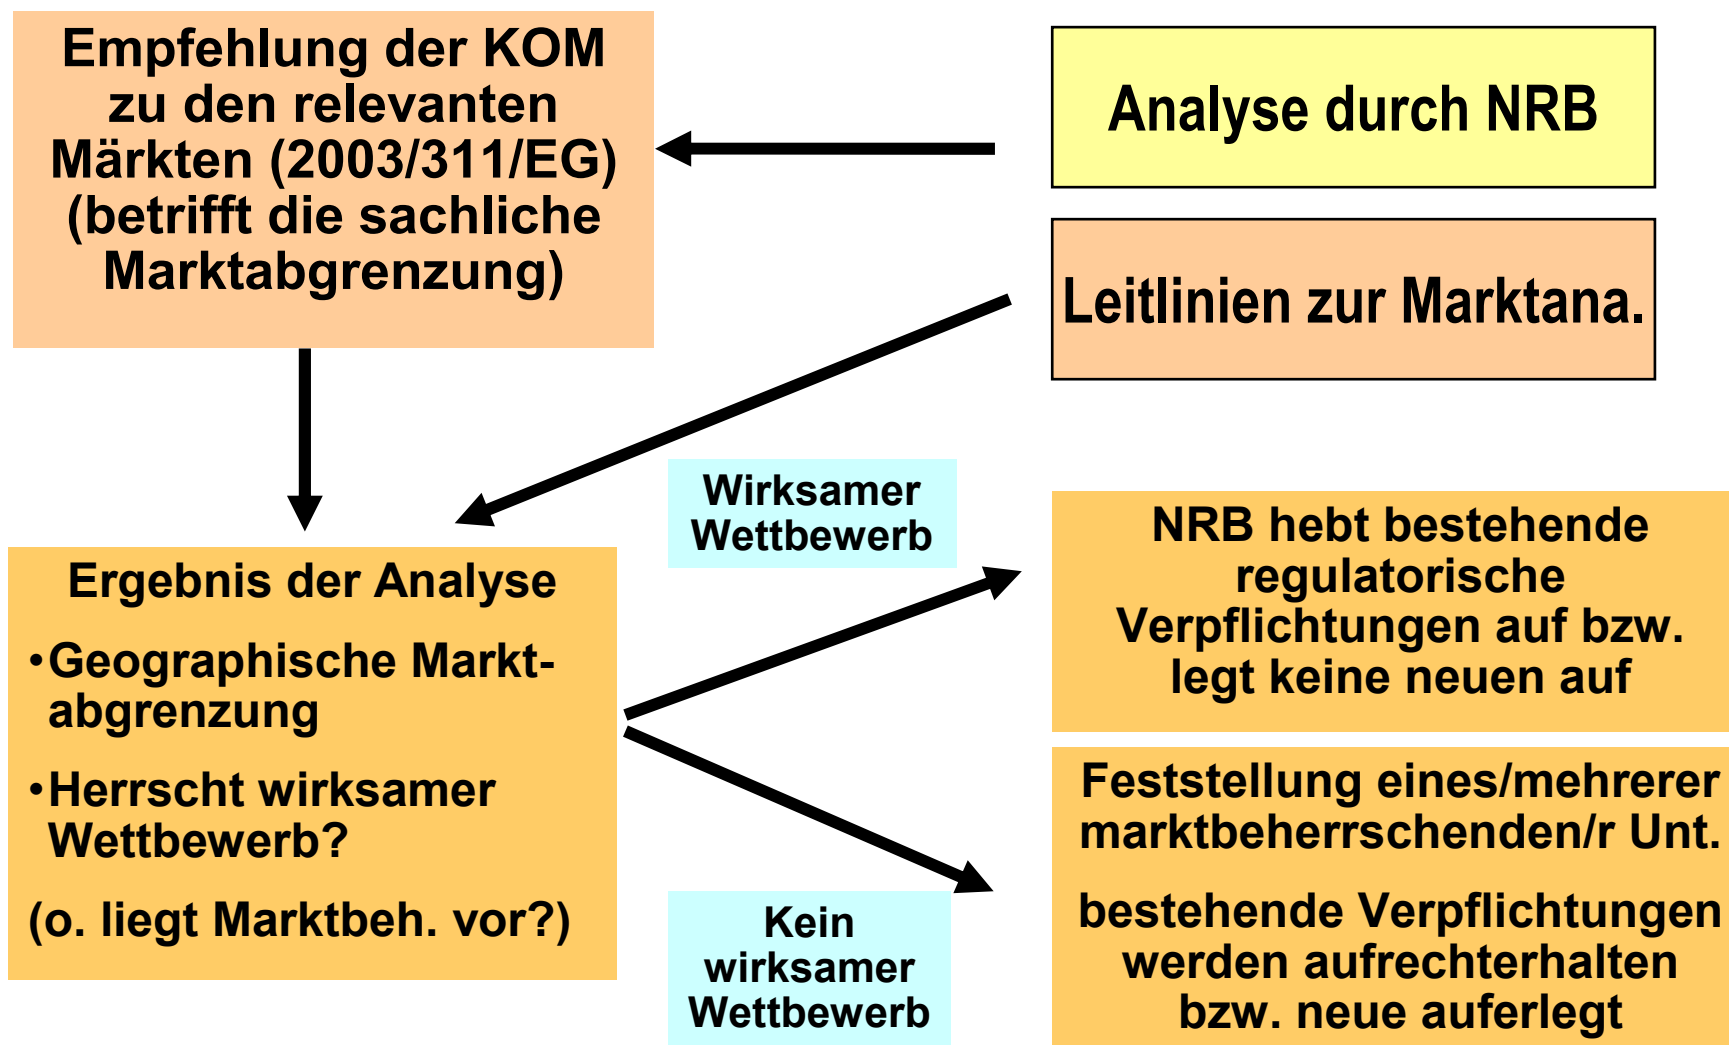 Empfehlung der KOM
zu den relevanten
Märkten (2003/311/EG)
(betrifft die sachliche
Marktabgrenzung)
Analyse durch NRB
Leitlinien zur Marktana.
Wirksamer
Wettbewerb
Ergebnis der Analyse
•Geographische Markt-
abgrenzung
•Herrscht wirksamer
Wettbewerb?
(o. liegt Marktbeh. vor?)
NRB hebt bestehende
regulatorische
Verpflichtungen auf bzw.
legt keine neuen auf
Kein
wirksamer
Wettbewerb
Feststellung eines/mehrerer
marktbeherrschenden/r Unt.
bestehende Verpflichtungen
werden aufrechterhalten
bzw. neue auferlegt